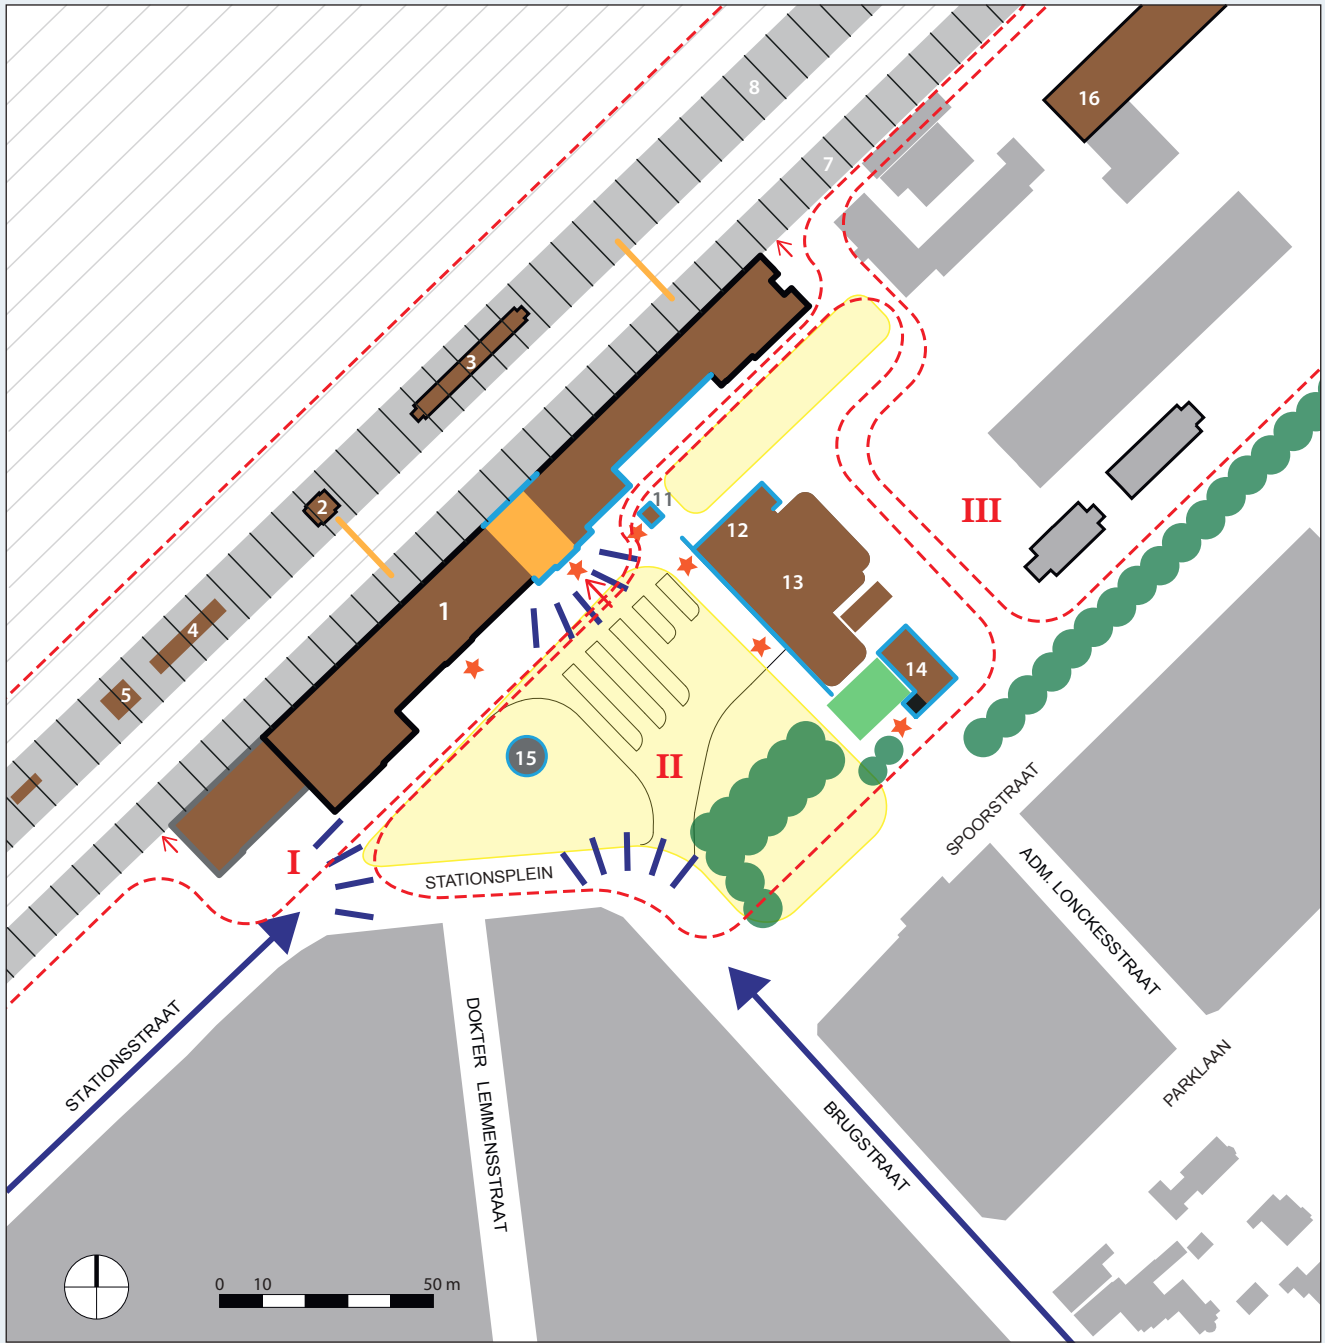 8
16
7
3
11
2
12
III
13
1
4
14
5
15
II
I
STATIONSPLEIN
SPOORSTRAAT
ADM. LONCKESSTRAAT
STATIONSSTRAAT
DOKTER LEMMENSSTRAAT
BRUGSTRAAT
PARKLAAN
0 10 50 m